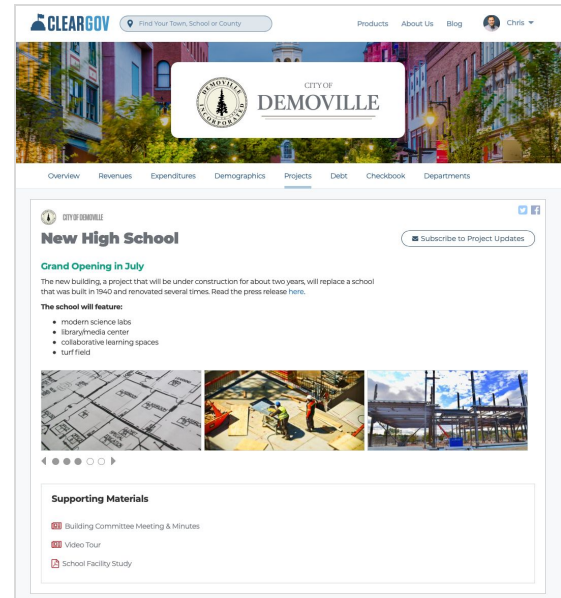 CLEARGOV
Find Your Town, School or County
Products
About Us
Blog
Chris
DEMOVILLE
INCORPORATED
CITY OF
DEMOVILLE
Overview
Revenues
Expenditures
Demographics
Projects
Debt
Checkbook
Departments
CITY OF DEMOVILLE
New High School
Subscribe to Project Updates
Grand Opening in July
The new building, a project that will be under construction for about two years, will replace a school
that was built in 1940 and renovated several times. Read the press release here.
The school will feature:
modern science labs
library/media center
collaborative learning spaces
turf field
Supporting Materials
Building Committee Meeting & Minutes
Video Tour
School Facility Study